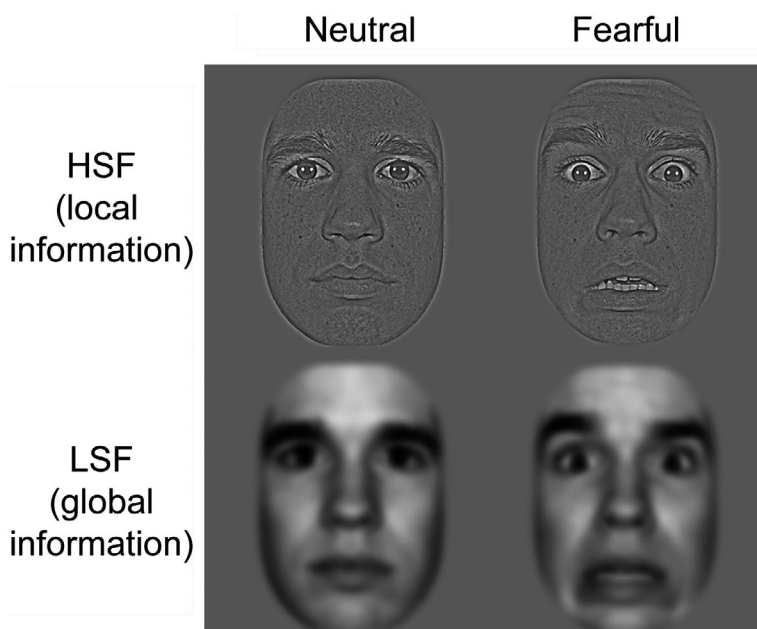 Neutral
Fearful
HSF
(local
information)
LSF
(global
information)